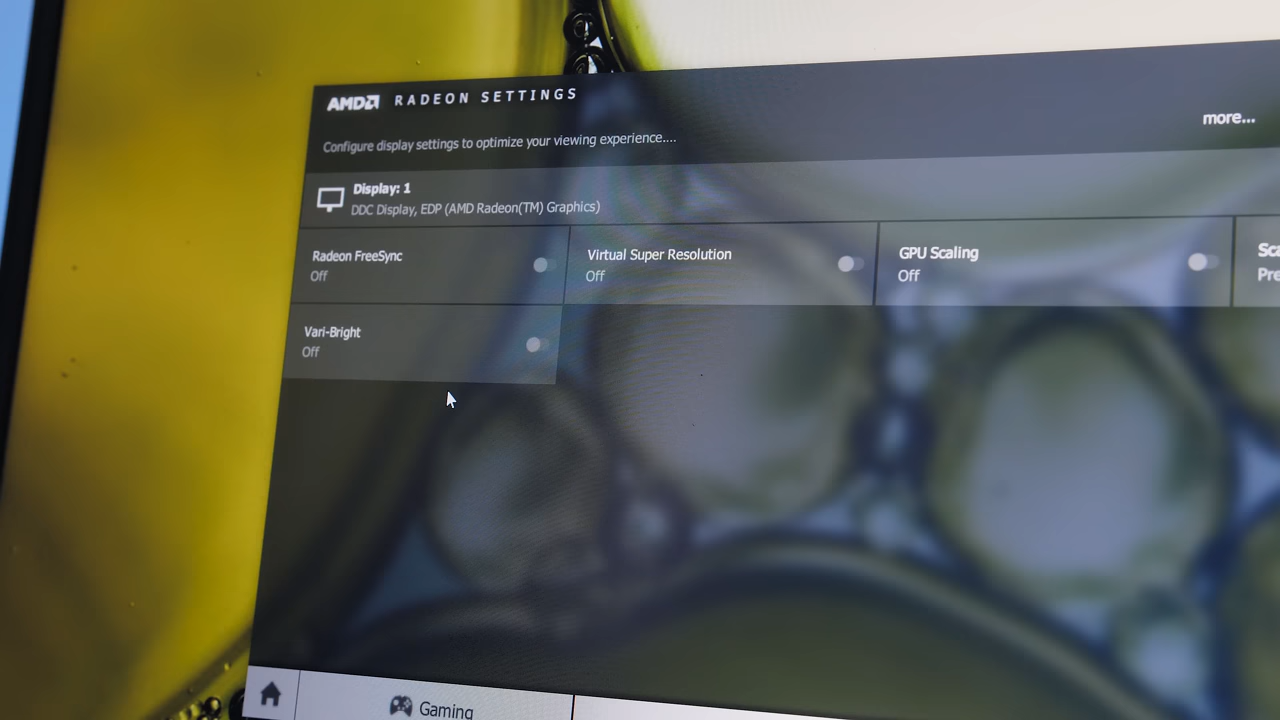 AMD RADEON SETTINGS
more...
Configure display settings to optimize your viewing experience....
Display: 1
DDC Display, EDP (AMD Radeon(TM) Graphics)
Radeon FreeSync
Off
Virtual Super Resolution
Off
GPU Scaling
Off
Vari-Bright
Off
Gaming